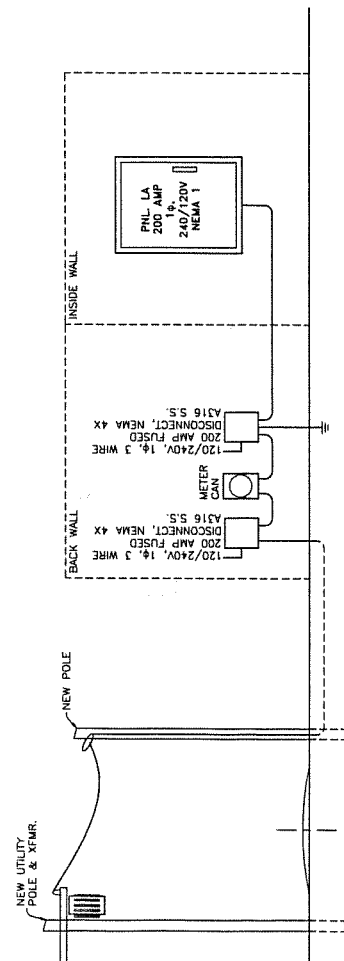 NEW UTILITY
POLE & XFMR.
NEW POLE
BACK WALL
120/240V, 1φ, 3 WIRE
200 AMP FUSED
DISCONNECT, NEMA 4X
A316 S.S.
METER
CAN
120/240V, 1φ, 3 WIRE
200 AMP FUSED
DISCONNECT, NEMA 4X
A316 S.S.
INSIDE WALL
PNL. LA
200 AMP
1φ.
240/120V
NEMA 1